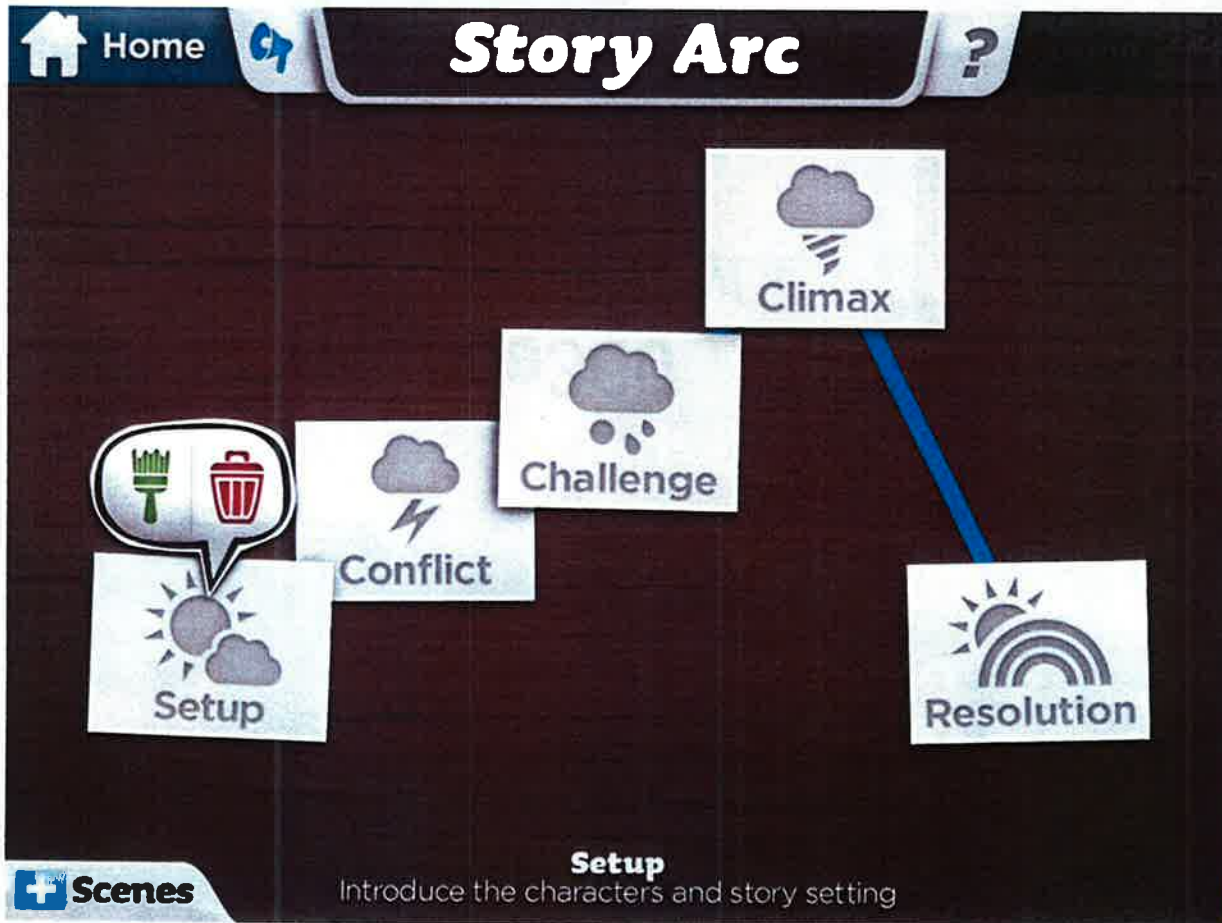 Home
Story Arc
?
Climax
Challenge
Conflict
Setup
Resolution
Setup
Introduce the characters and story setting
Scenes